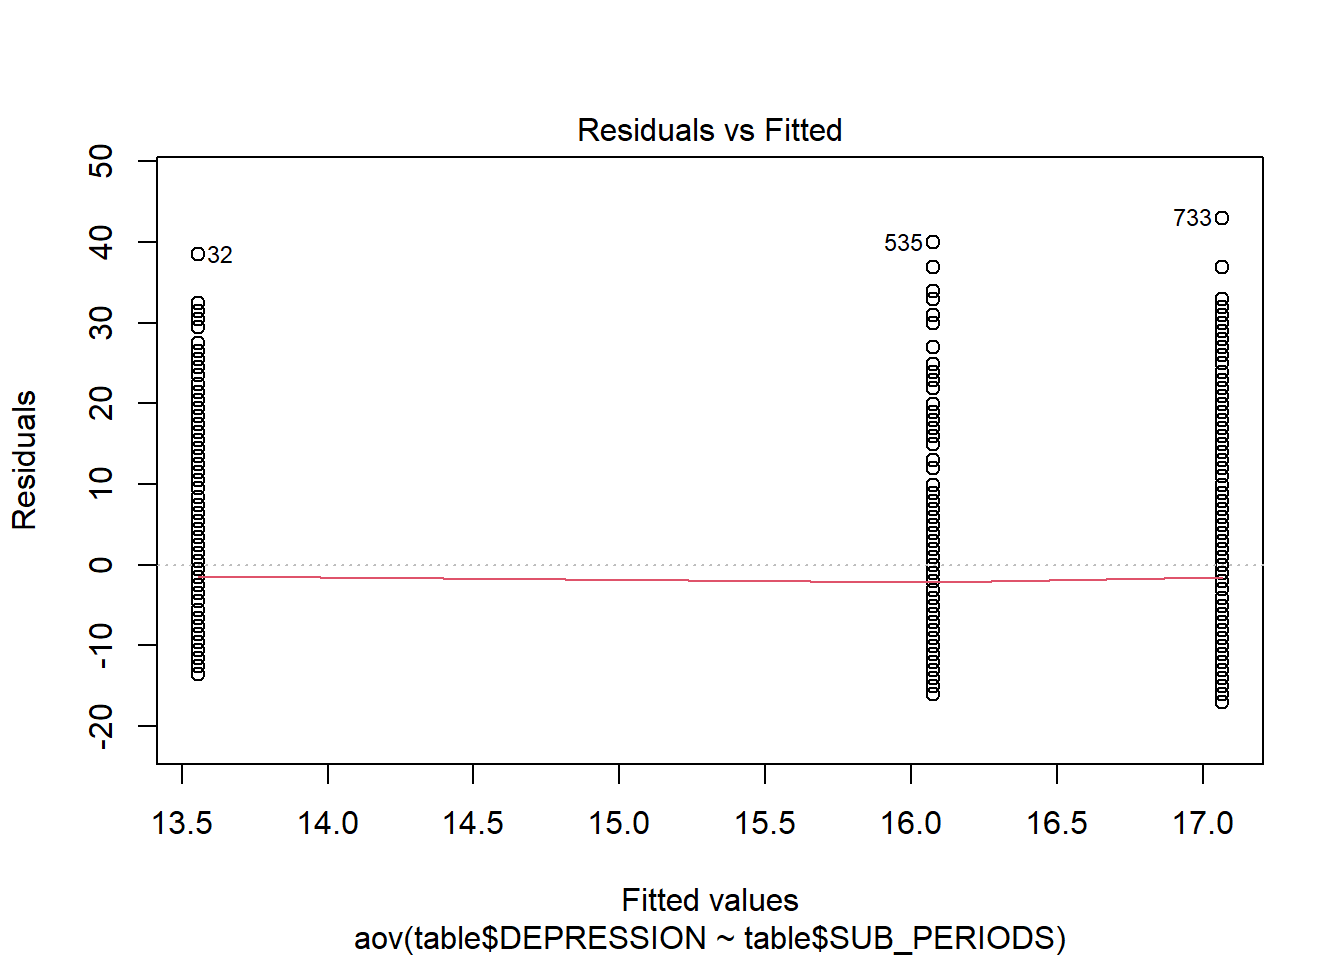 Residuals vs Fitted
50
40
30
20
10
0
-10
-20
Residuals
32
535
733
13.5 14.0 14.5 15.0 15.5 16.0 16.5 17.0
Fitted values
aov(table$DEPRESSION ~ table$SUB_PERIODS)